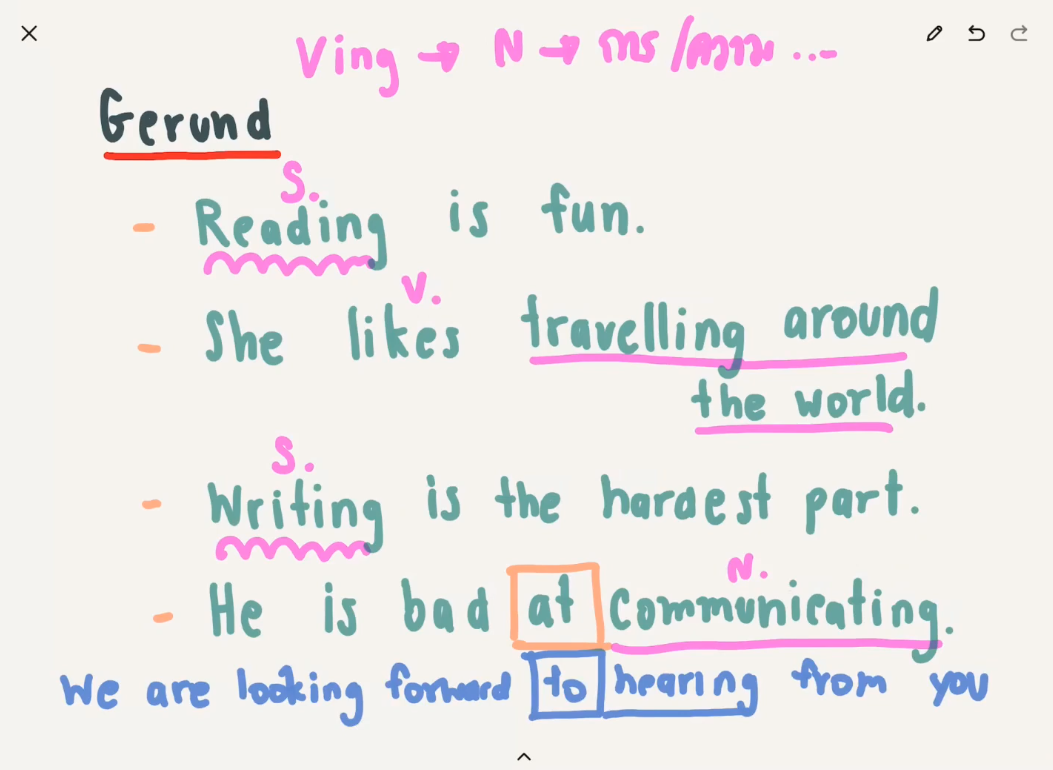 Ving → N → การ/ความ ...
Gerund
S.
- Reading is fun.
V.
- She likes travelling around
the world.
S.
- Writing is the hardest part.
N.
- He is bad at communicating.
We are looking forward to hearing from you